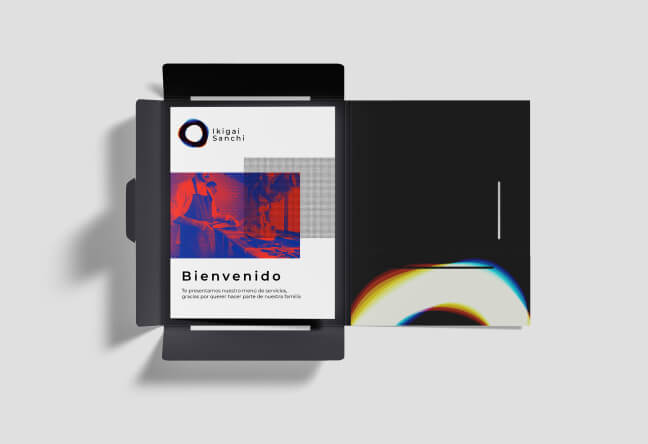 Ikigai
Sanchi
Bienvenido
Te presentamos nuestro menú de servicios,
gracias por querer hacer parte de nuestra familia